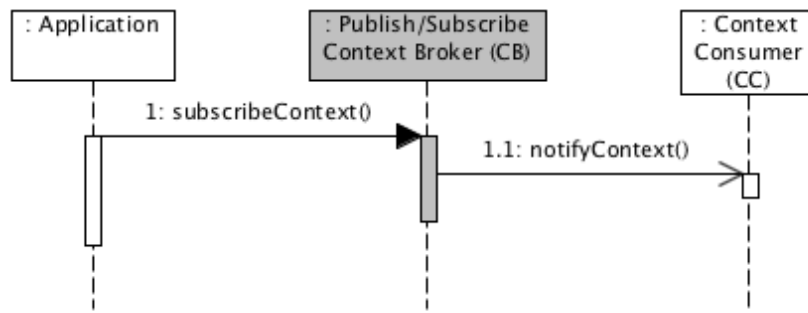 : Application
: Publish/Subscribe
Context Broker (CB)
: Context
Consumer
(CC)
1: subscribeContext()
1.1: notifyContext()